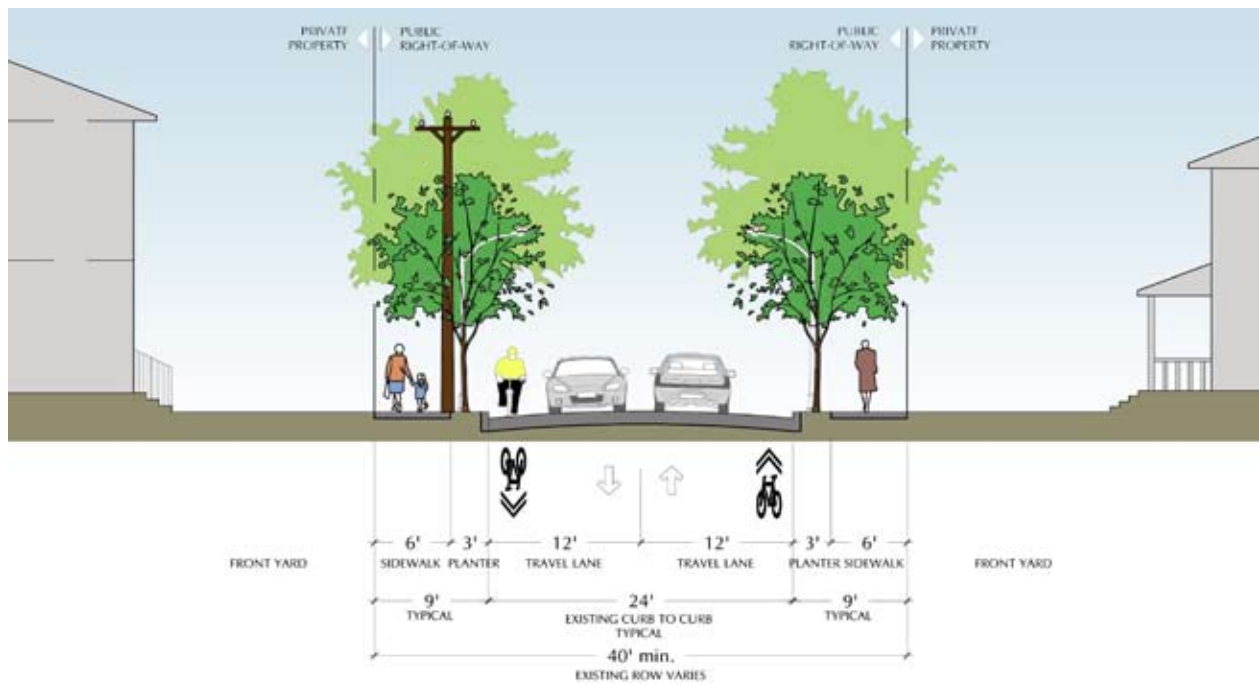 PRIVATE
PROPERTY
PUBLIC
RIGHT-OF-WAY
PUBLIC
RIGHT-OF-WAY
PRIVATE
PROPERTY
6' 3' 12' 12' 3' 6'
FRONT YARD SIDEWALK PLANTER TRAVEL LANE TRAVEL LANE PLANTER SIDEWALK FRONT YARD
9' 24' 9'
TYPICAL EXISTING CURB TO CURB TYPICAL
TYPICAL
40' min.
EXISTING ROW VARIES